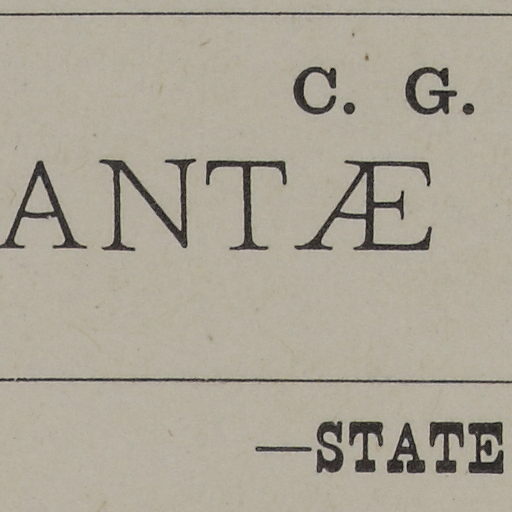 C. G.
ANTÆ
—STATE